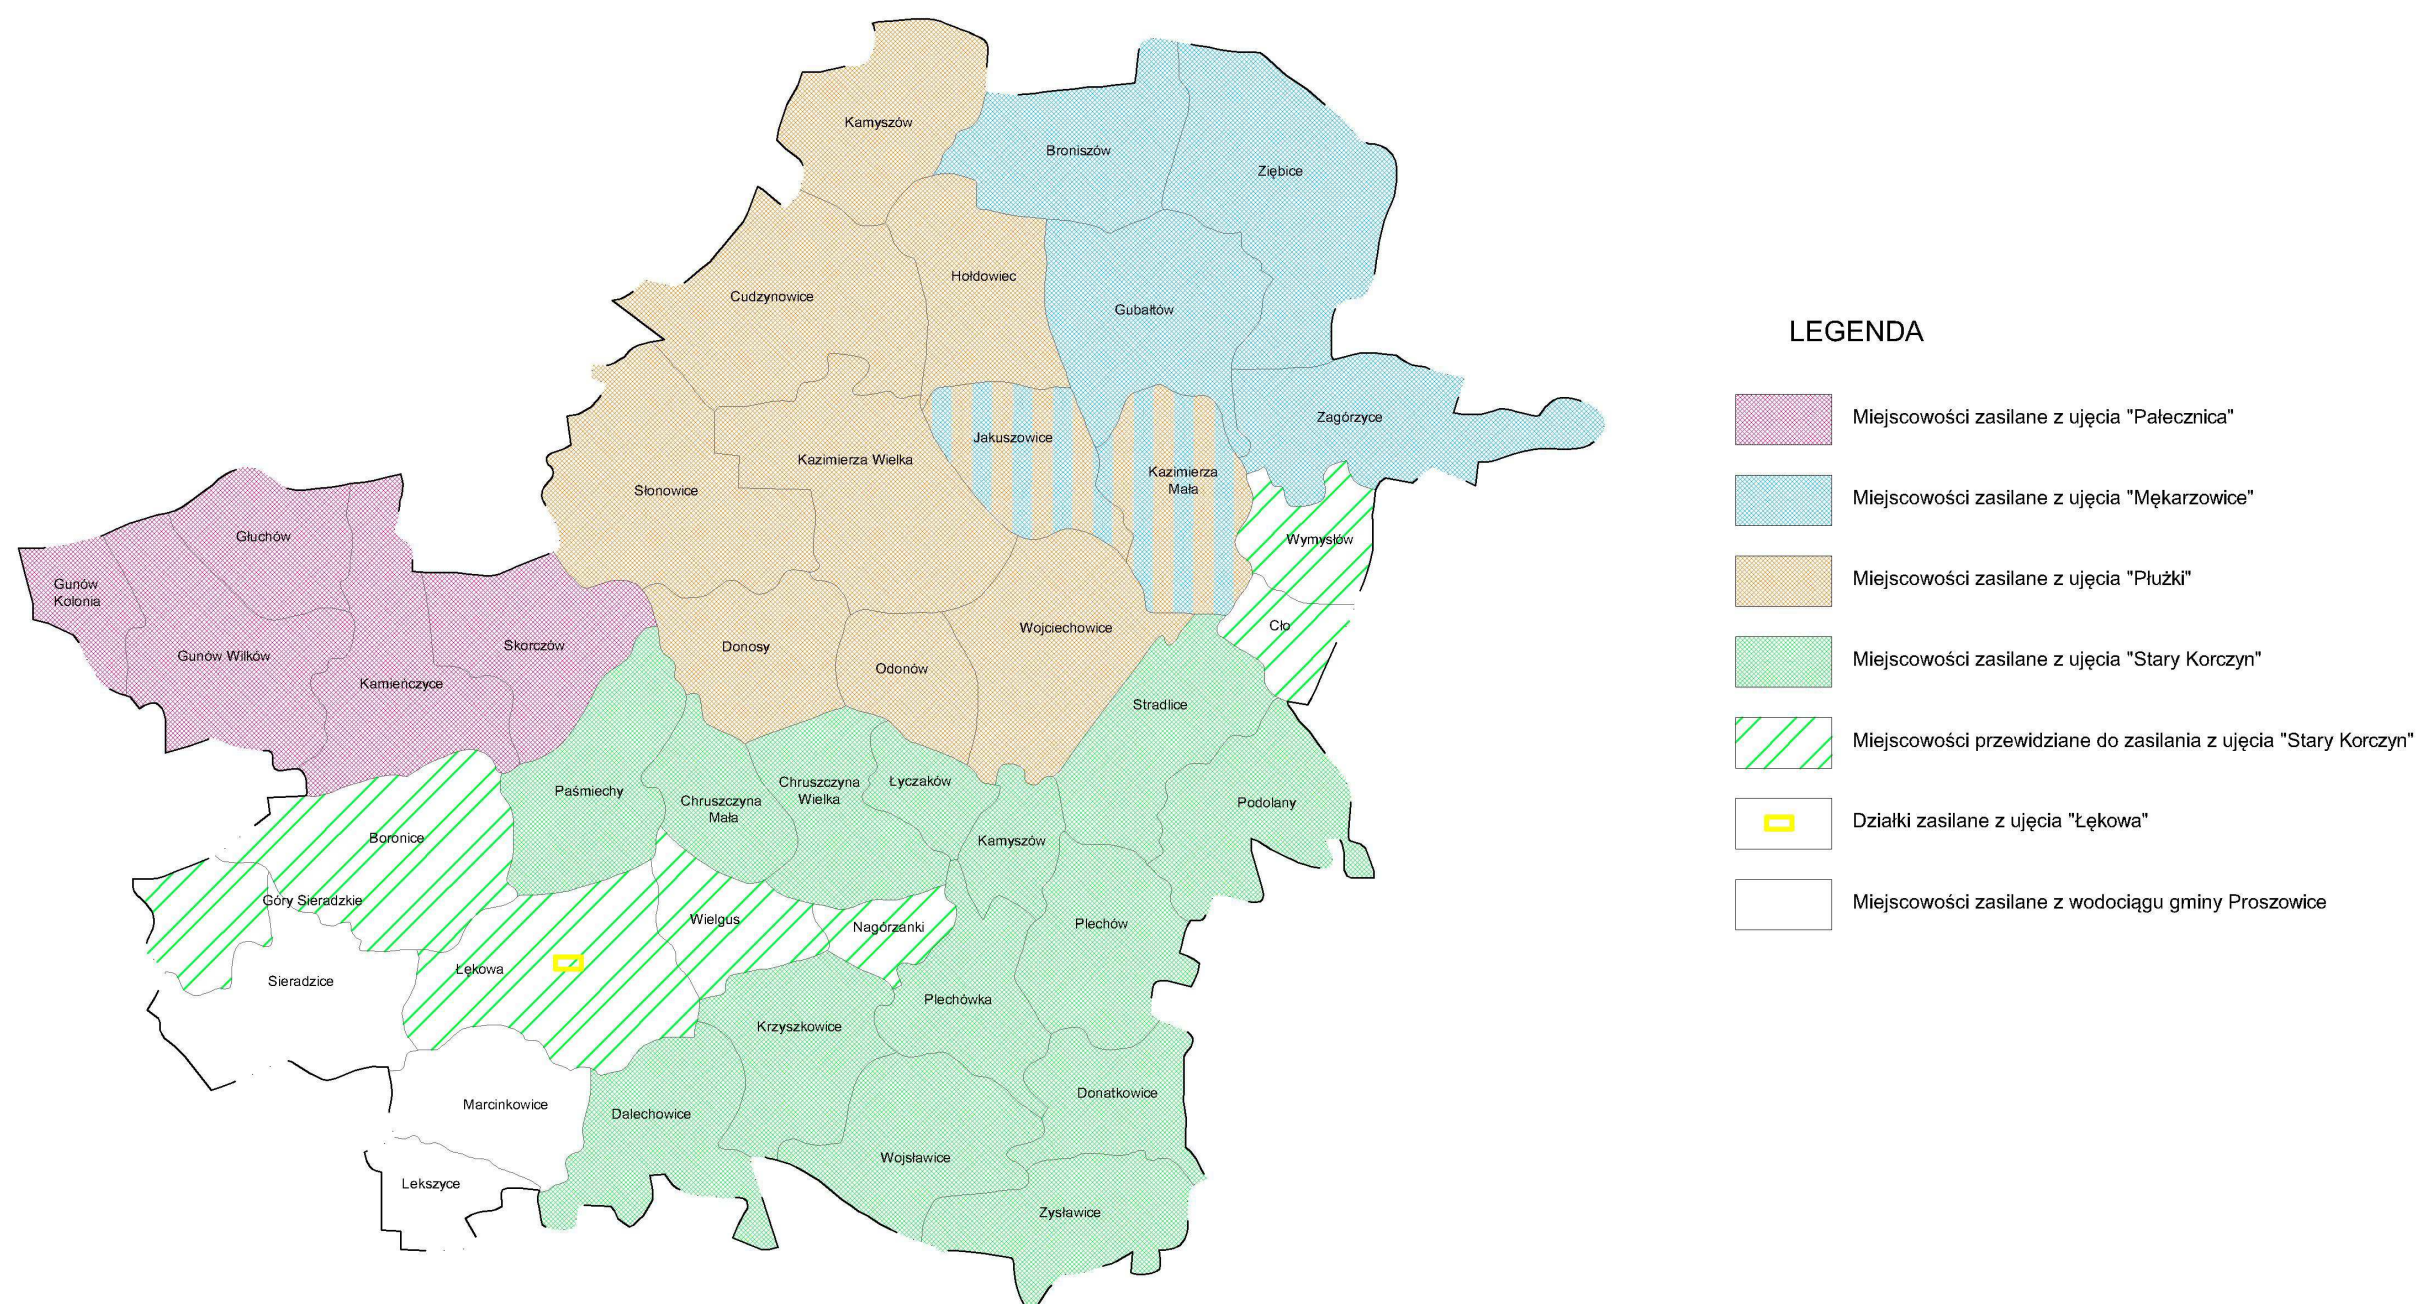 Kamyszów
Broniszów
Ziębice
Hołdowiec
Cudzynowice
Gubałtów
Zagórzyce
Jakuszowice
Kazimierza Wielka
Kazimierza
Mała
Słonowice
Wymysłów
Głuchów
Gunów
Kolonia
Cło
Wojciechowice
Skorczów
Donosy
Gunów Wilków
Odonów
Kamieńczyce
Stradlice
Paśmiechy
Chruszczyna
Wielka
Łyczaków
Chruszczyna
Mała
Podolany
Boronice
Kamyszów
Góry Sieradzkie
Wielgus
Nagórzanki
Plechów
Łękowa
Sieradzice
Plechówka
Krzyszkowice
Donatkowice
Marcinkowice
Dalechowice
Wojsławice
Lekszyce
Zysławice
LEGENDA
Miejscowości zasilane z ujęcia "Pałecznica"
Miejscowości zasilane z ujęcia "Mękarzowice"
Miejscowości zasilane z ujęcia "Płużki"
Miejscowości zasilane z ujęcia "Stary Korczyn"
Miejscowości przewidziane do zasilania z ujęcia "Stary Korczyn"
Działki zasilane z ujęcia "Łękowa"
Miejscowości zasilane z wodociągu gminy Proszowice